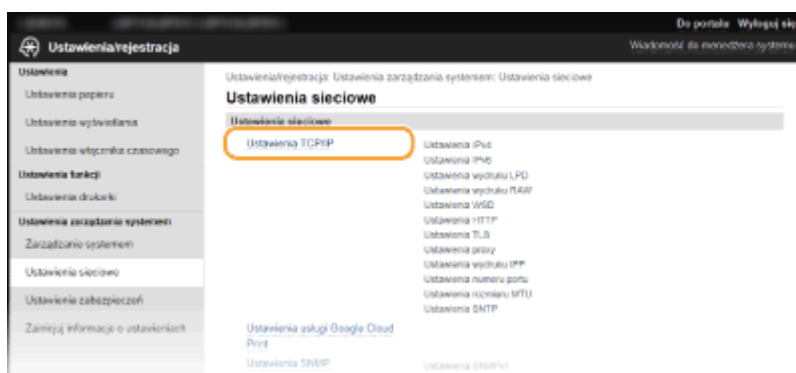 Do portalu Wyloguj się
Ustawienia/rejestracja
Wiadomość do menedżera systemu
Ustawienia
Ustawienia papieru
Ustawienia wyświetlania
Ustawienia włącznika czasowego
Ustawienia funkcji
Ustawienia drukarki
Ustawienia zarządzania systemem
Zarządzanie systemem
Ustawienia sieciowe
Ustawienia zabezpieczeń
Zainicjuj informacje o ustawieniach
Ustawienia/rejestracja: Ustawienia zarządzania systemem: Ustawienia sieciowe
Ustawienia sieciowe
Ustawienia sieciowe
Ustawienia TCP/IP
Ustawienia IPv4
Ustawienia IPv6
Ustawienia wydruku LPD
Ustawienia wydruku RAW
Ustawienia WSD
Ustawienia HTTP
Ustawienia TLS
Ustawienia proxy
Ustawienia wydruku IPP
Ustawienia numeru portu
Ustawienia rozmiaru MTU
Ustawienia SNTP
Ustawienia usługi Google Cloud
Print
Ustawienia SNMP
Ustawienia SNMPv1